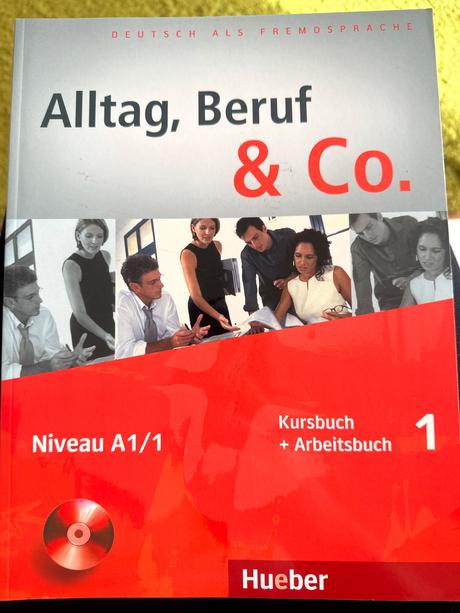 DEUTSCH ALS FREMDSPRACHE
Alltag, Beruf
& Co.
Niveau A1/1
Kursbuch
+ Arbeitsbuch 1
Hueber